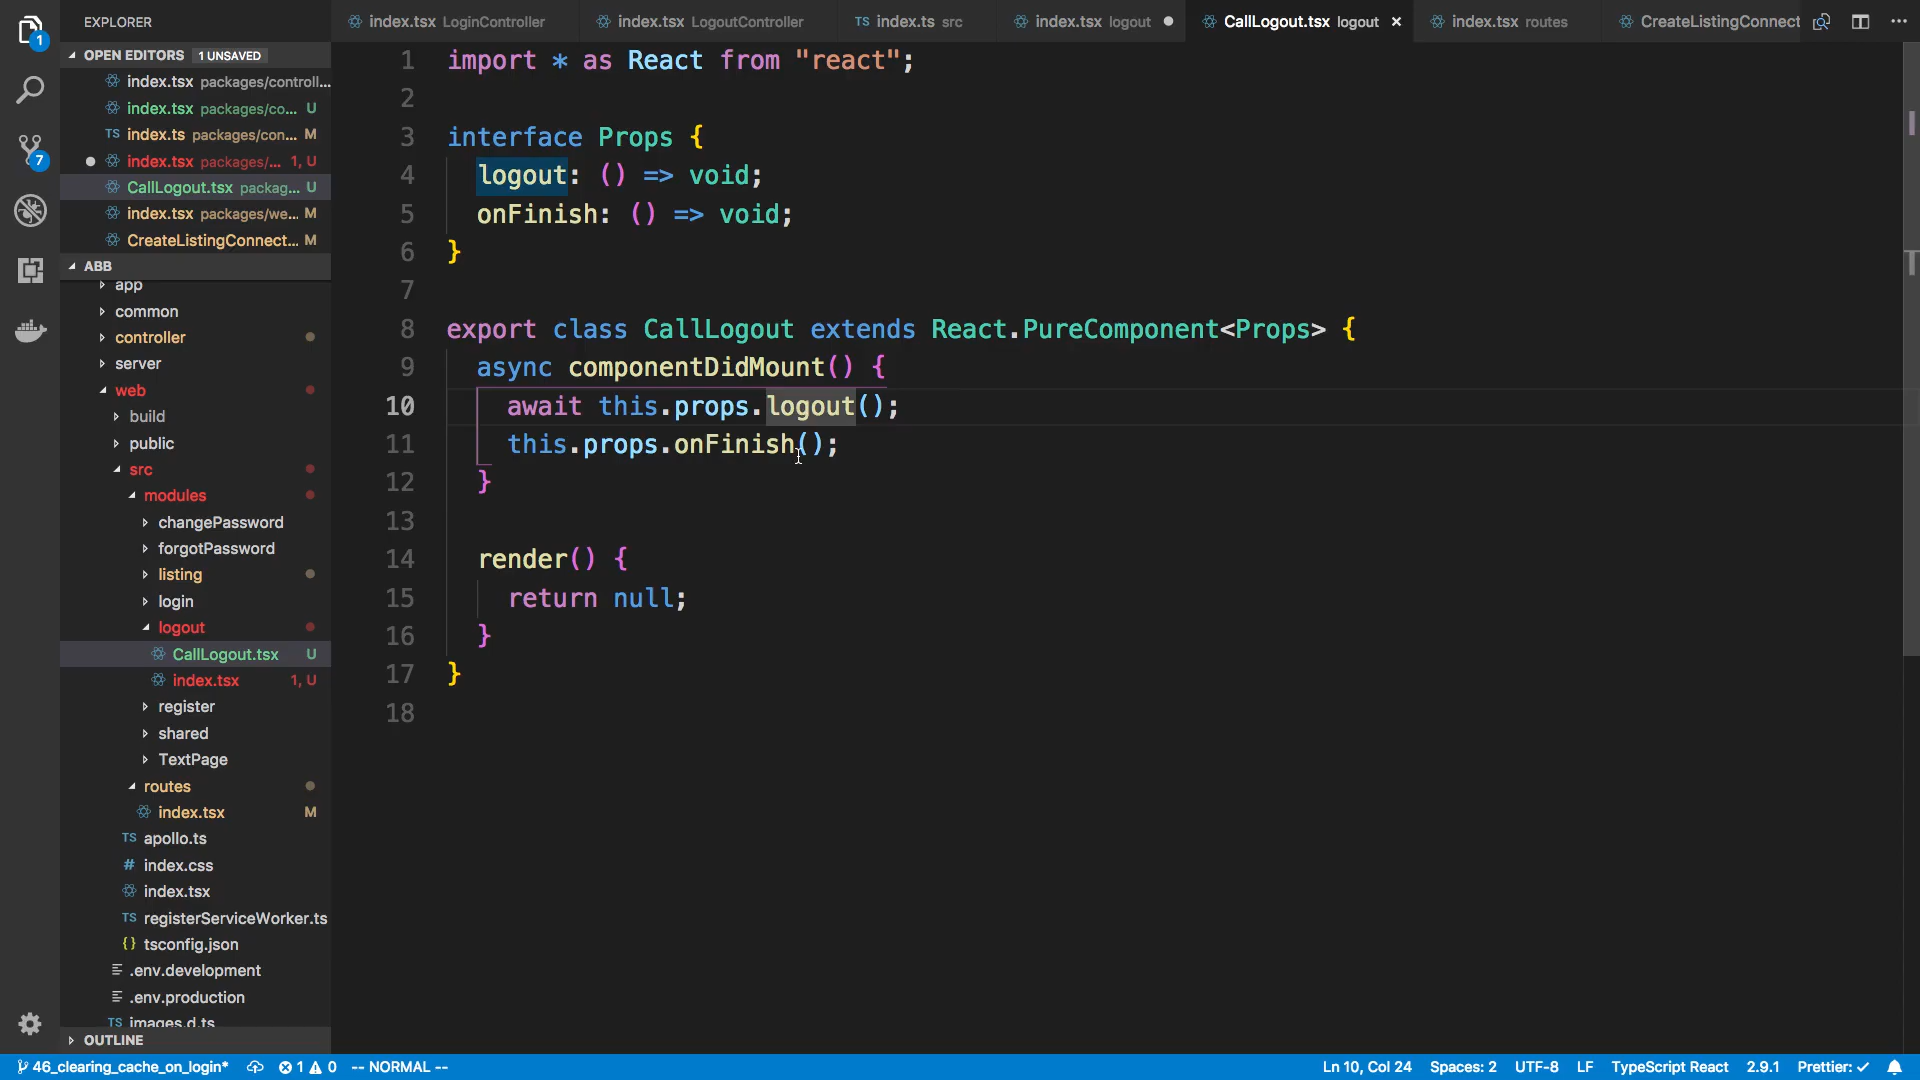 EXPLORER
index.tsx LoginController
index.tsx LogoutController
TS index.ts src
index.tsx logout
CallLogout.tsx logout
index.tsx routes
CreateListingConnect
OPEN EDITORS 1 UNSAVED
index.tsx packages/controll...
index.tsx packages/co... U
TS index.ts packages/con... M
index.tsx packages/... 1, U
CallLogout.tsx packag... U
index.tsx packages/we... M
CreateListingConnect... M
ABB
app
common
controller
server
web
build
public
src
modules
changePassword
forgotPassword
listing
login
logout
CallLogout.tsx U
index.tsx 1, U
register
shared
TextPage
routes
index.tsx M
TS apollo.ts
# index.css
index.tsx
TS registerServiceWorker.ts
{} tsconfig.json
.env.development
.env.production
TS images.d.ts
OUTLINE
1
7
1 import * as React from "react";
2
3 interface Props {
4 logout: () => void;
5 onFinish: () => void;
6 }
7
8 export class CallLogout extends React.PureComponent<Props> {
9 async componentDidMount() {
10 await this.props.logout();
11 this.props.onFinish();
12 }
13
14 render() {
15 return null;
16 }
17 }
18
46_clearing_cache_on_login* 1 0 -- NORMAL -- Ln 10, Col 24 Spaces: 2 UTF-8 LF TypeScript React 2.9.1 Prettier: ✓